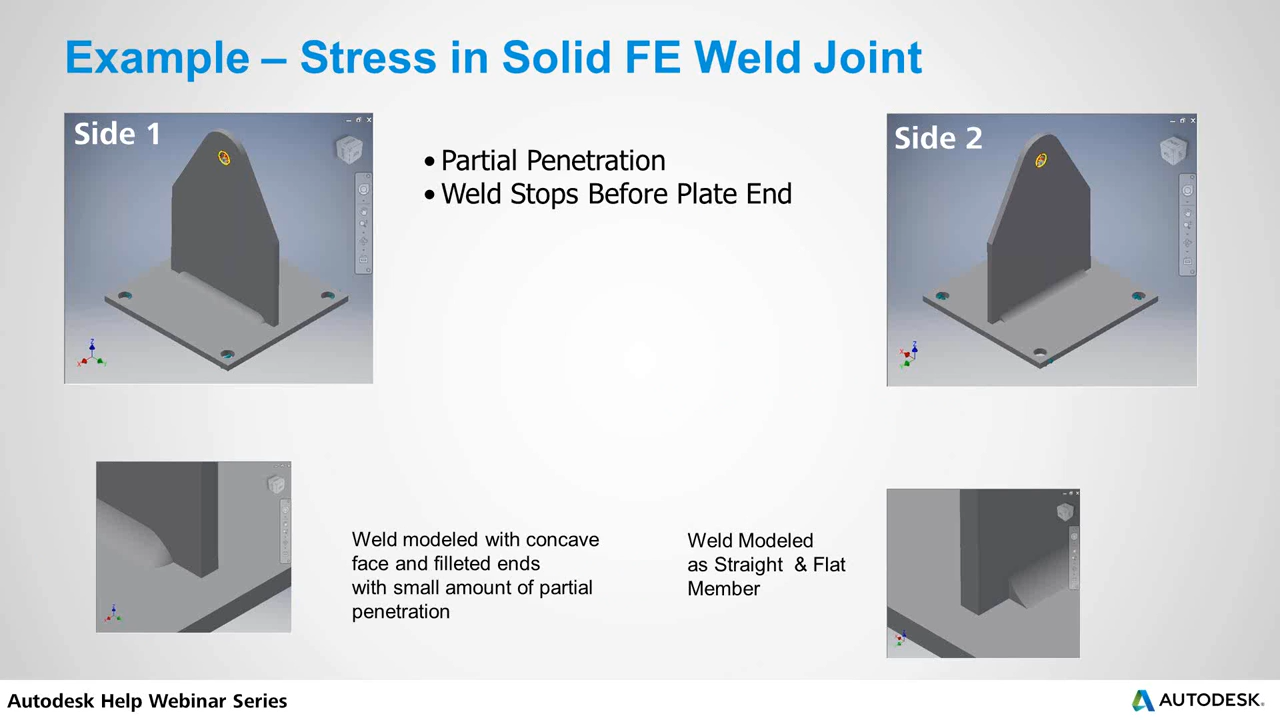 Example – Stress in Solid FE Weld Joint
Side 1
• Partial Penetration
• Weld Stops Before Plate End
Side 2
Weld modeled with concave
face and filleted ends
with small amount of partial
penetration
Weld Modeled
as Straight & Flat
Member
Autodesk Help Webinar Series
AUTODESK.